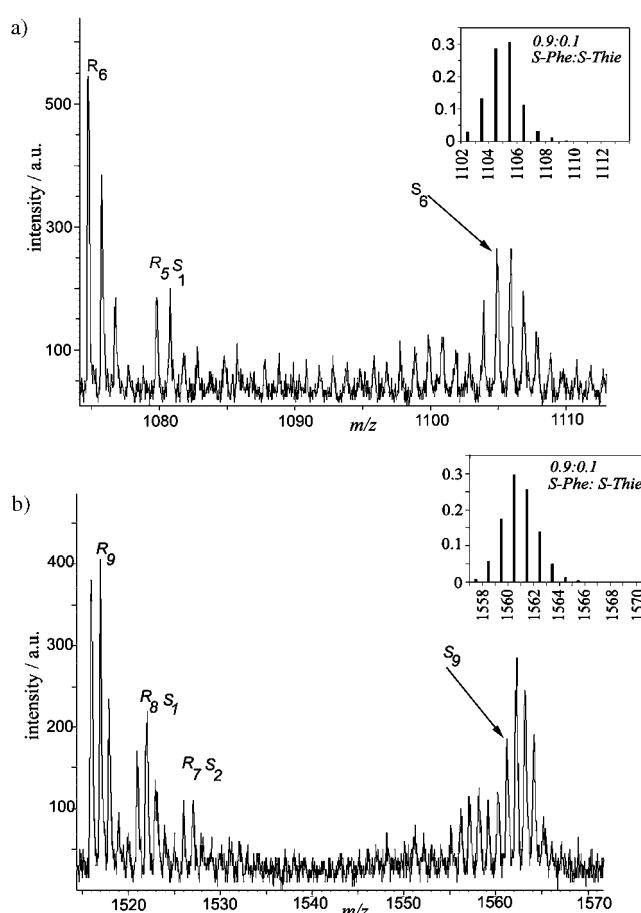 a)
R6
R5 S1
S6
0.9:0.1
S-Phe:S-Thie
0.3
0.2
0.1
0
1102
1104
1106
1108
1110
1112
500
300
100
intensity / a.u.
1080
1090
1100
1110
m/z
b)
R9
R8 S1
R7 S2
S9
0.9:0.1
S-Phe: S-Thie
0.3
0.2
0.1
0
1558
1560
1562
1564
1566
1568
1570
400
300
200
100
intensity / a.u.
1520
1530
1540
1550
1560
1570
m/z